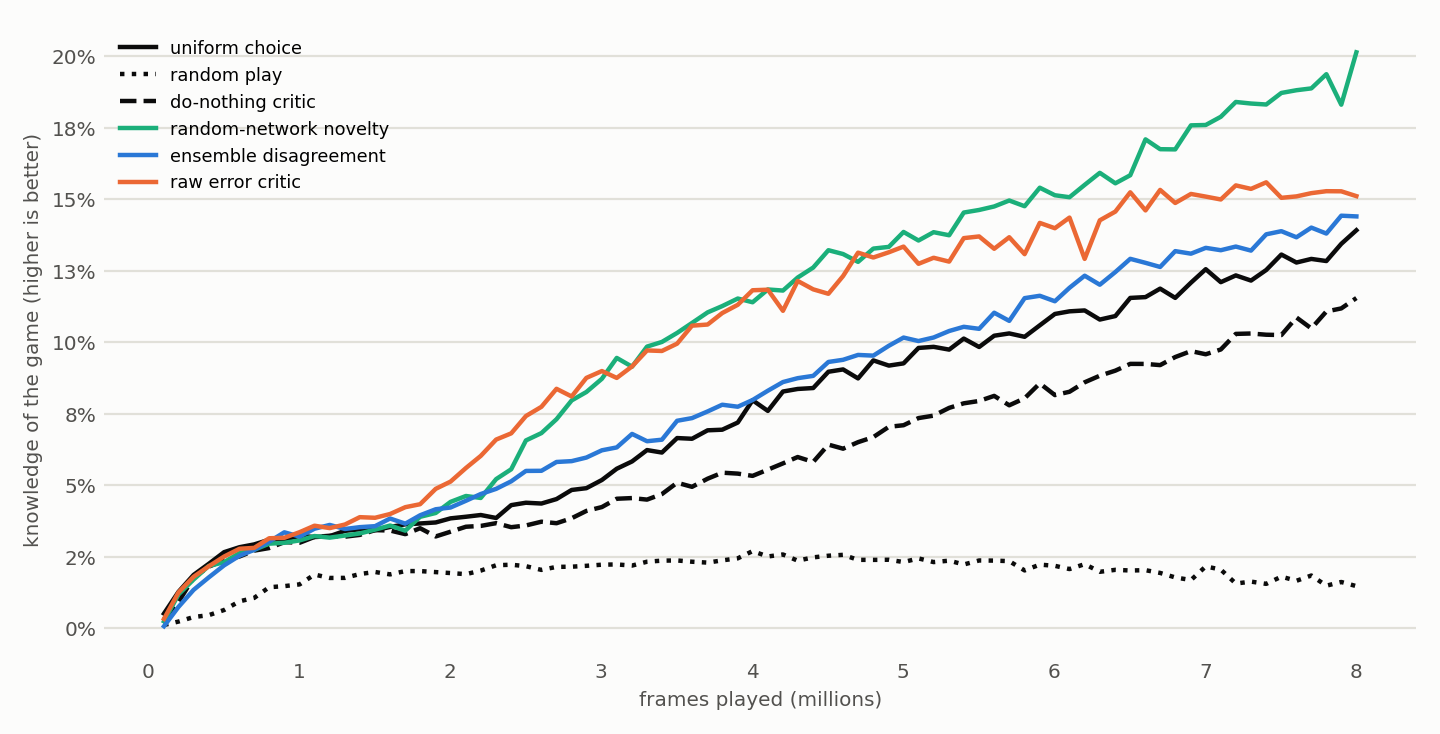 uniform choice
random play
do-nothing critic
random-network novelty
ensemble disagreement
raw error critic
20%
18%
15%
13%
10%
8%
5%
2%
0%
knowledge of the game (higher is better)
0 1 2 3 4 5 6 7 8
frames played (millions)